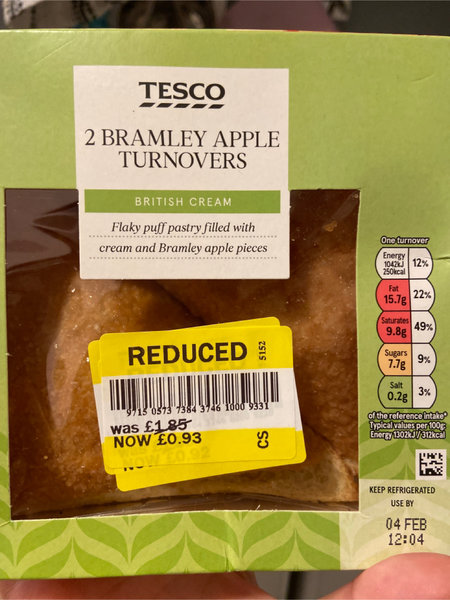 TESCO
2 BRAMLEY APPLE
TURNOVERS
BRITISH CREAM
Flaky puff pastry filled with
cream and Bramley apple pieces
One turnover
Energy
1042kJ
250kcal
12%
Fat
15.7g
22%
Saturates
9.8g
49%
Sugars
7.7g
9%
Salt
0.2g
3%
of the reference intake*
Typical values per 100g:
Energy 1302kJ / 312kcal
REDUCED
5152
9715 0573 7384 3746 1000 9331
was £1.85
NOW £0.93
CS
NOW £0.92
KEEP REFRIGERATED
USE BY
04 FEB
12:04